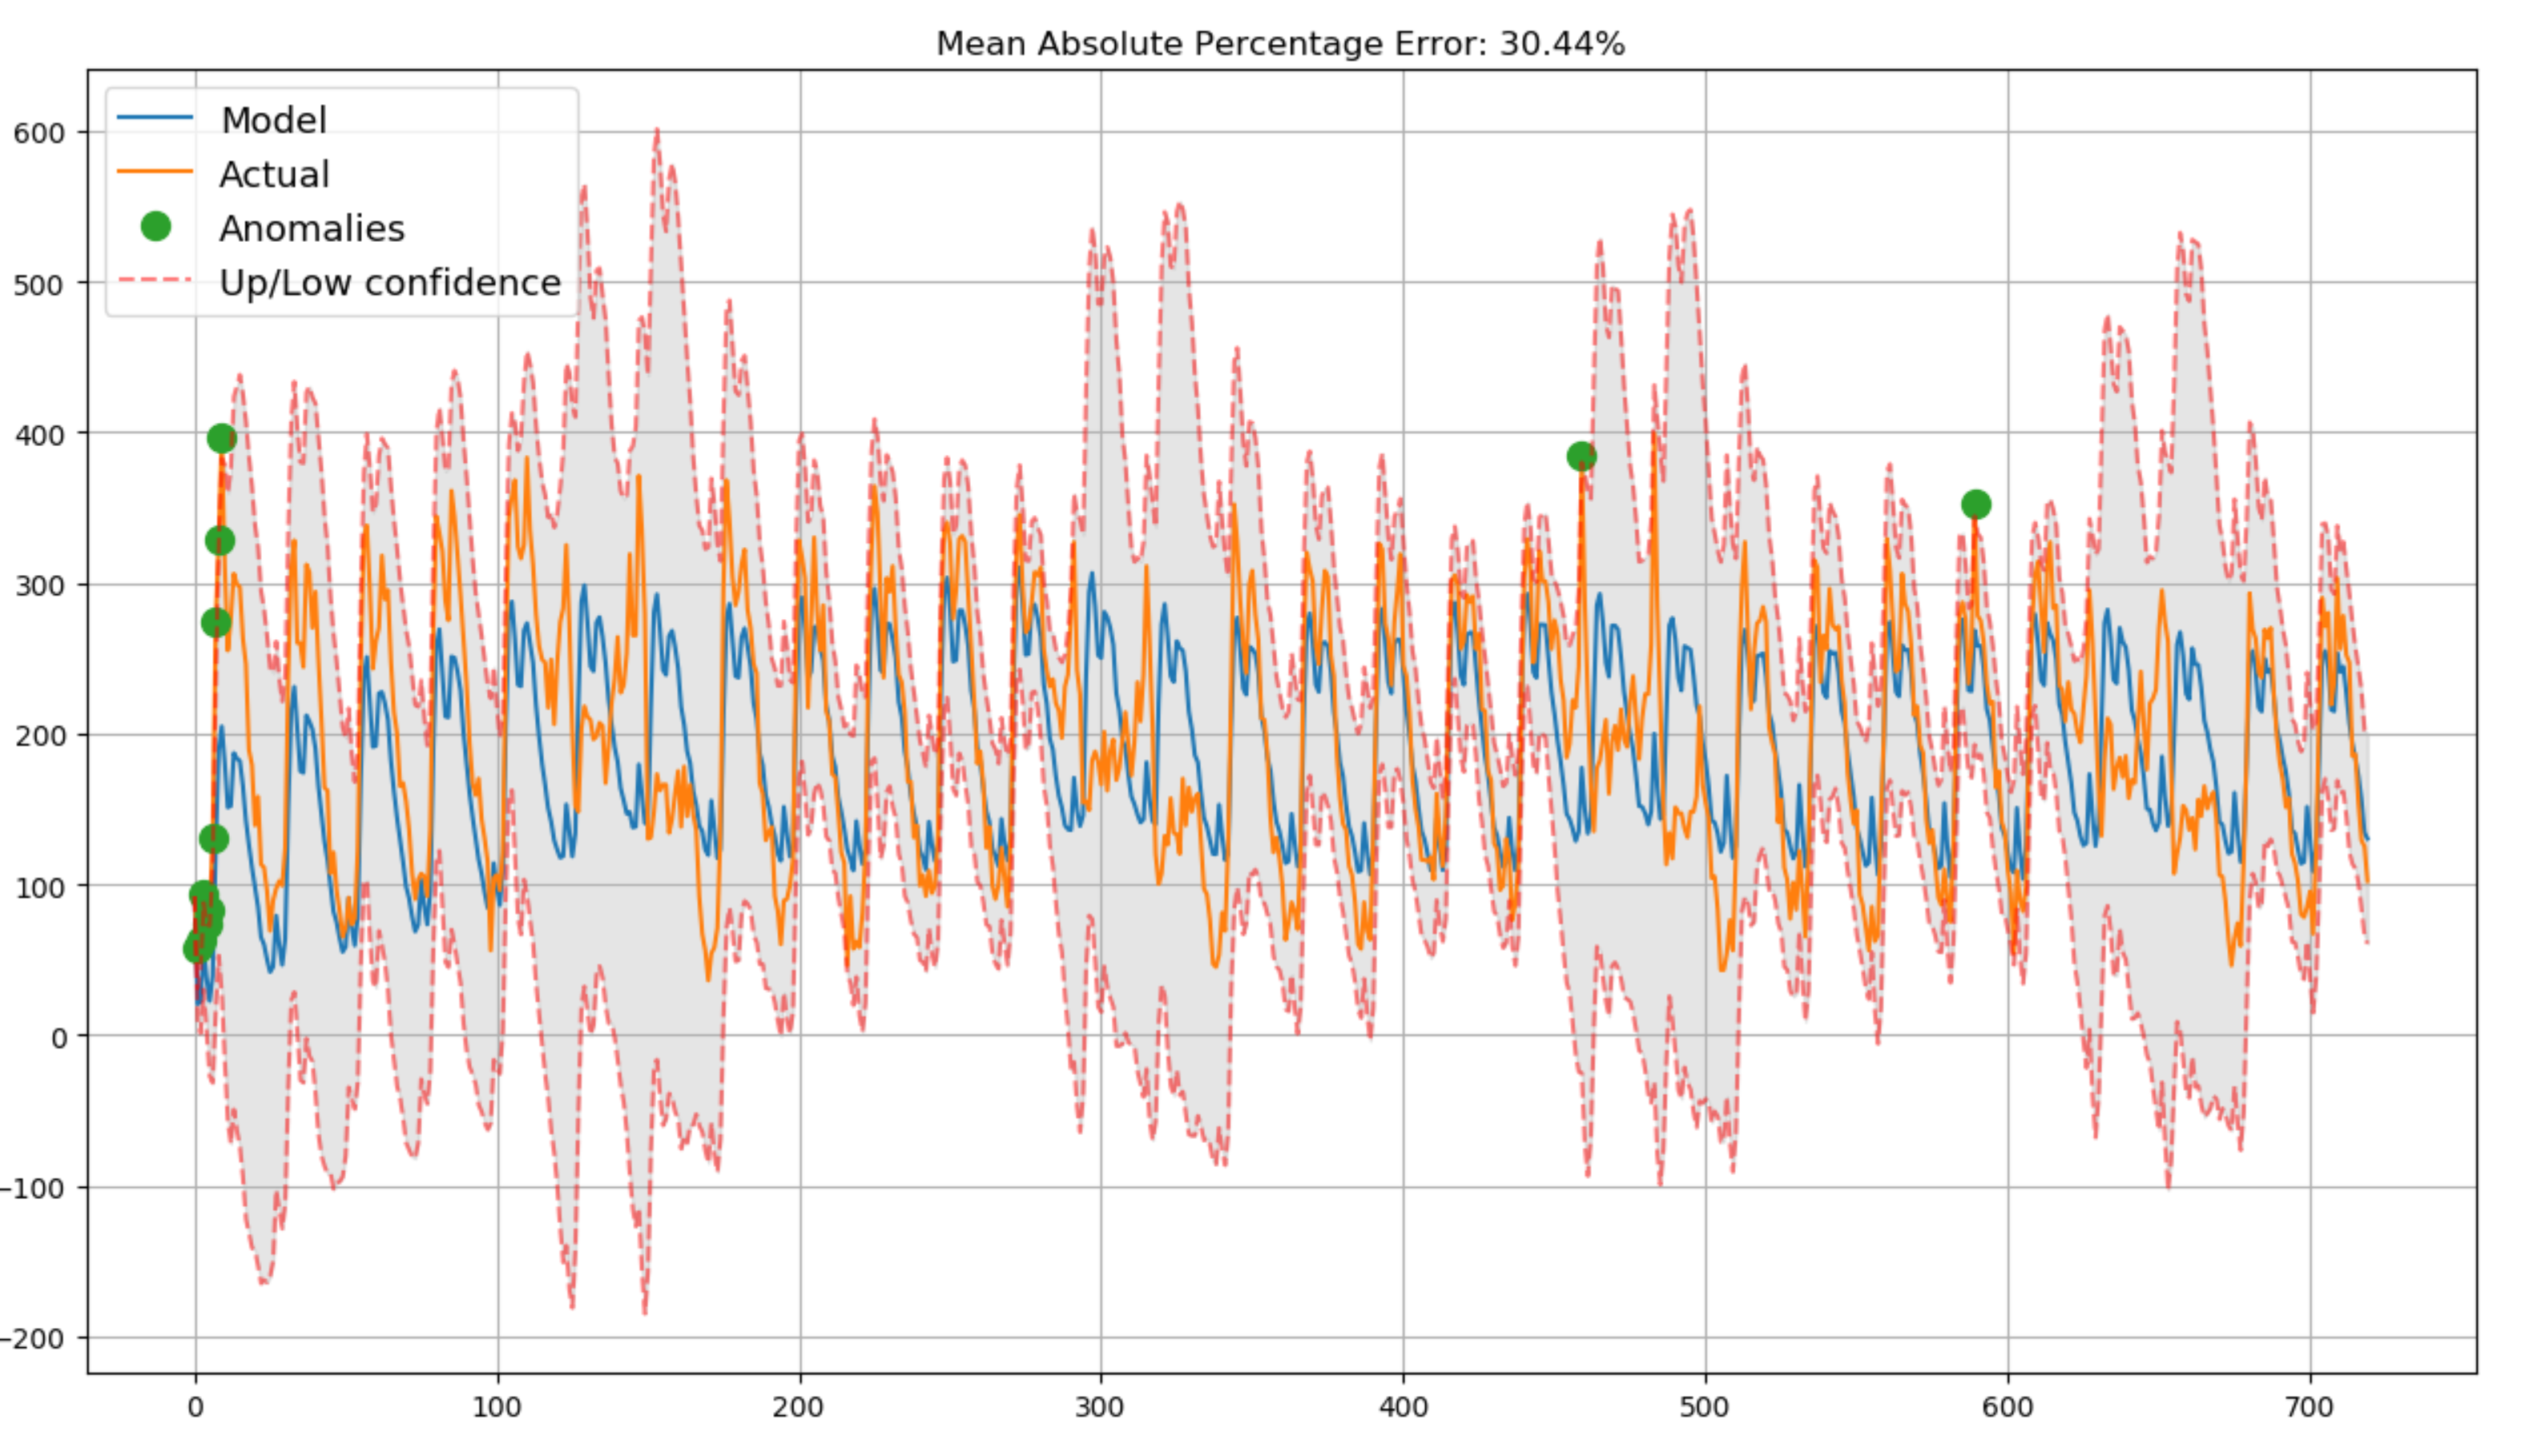 Mean Absolute Percentage Error: 30.44%
Model
Actual
Anomalies
Up/Low confidence
600
500
400
300
200
100
0
−100
−200
0 100 200 300 400 500 600 700